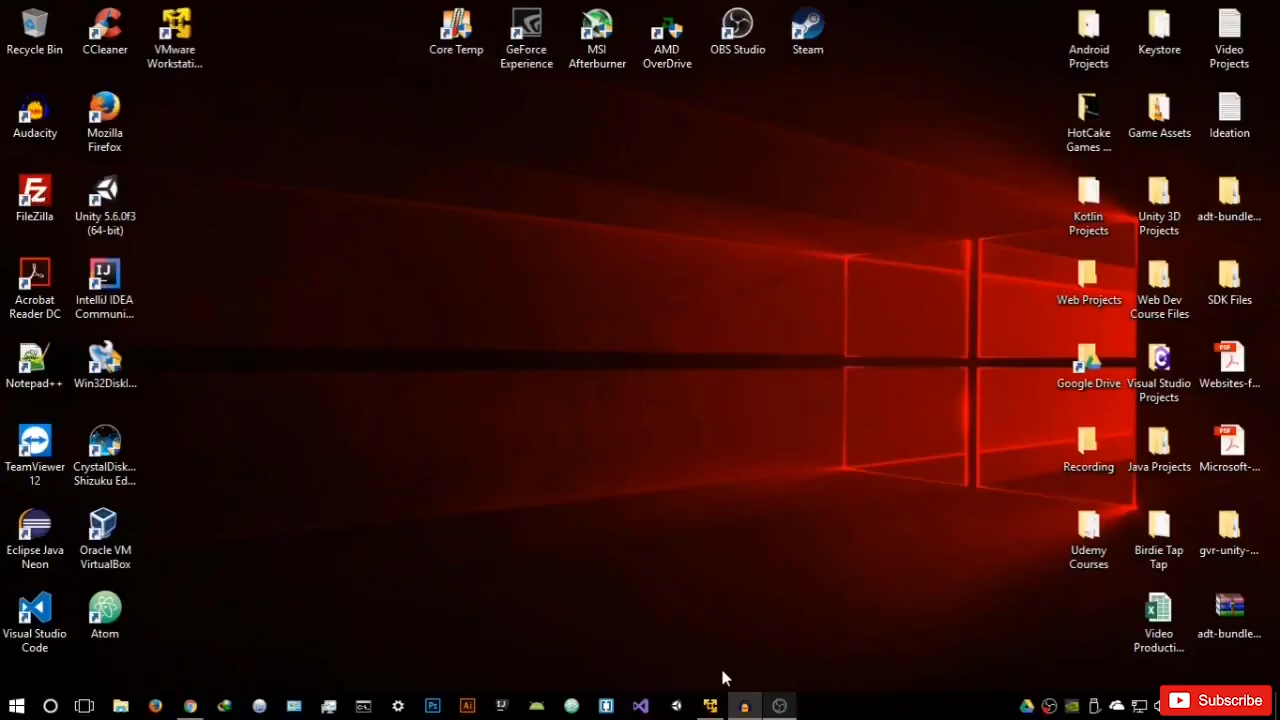 Recycle Bin
CCleaner
VMware
Workstati...
Core Temp
GeForce
Experience
MSI
Afterburner
AMD
OverDrive
OBS Studio
Steam
Android
Projects
Keystore
Video
Projects
Audacity
Mozilla
Firefox
HotCake
Games ...
Game Assets
Ideation
FileZilla
Unity 5.6.0f3
(64-bit)
Kotlin
Projects
Unity 3D
Projects
adt-bundle...
Acrobat
Reader DC
IntelliJ IDEA
Communi...
Web Projects
Web Dev
Course Files
SDK Files
Notepad++
Win32DiskI...
Google Drive
Visual Studio
Projects
Websites-f...
TeamViewer
12
CrystalDisk...
Shizuku Ed...
Recording
Java Projects
Microsoft-...
Eclipse Java
Neon
Oracle VM
VirtualBox
Udemy
Courses
Birdie Tap
Tap
gvr-unity-...
Visual Studio
Code
Atom
Video
Producti...
adt-bundle...
Subscribe